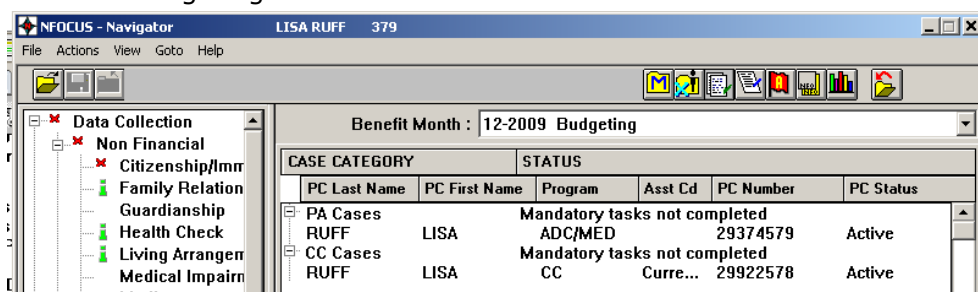 NFOCUS - Navigator LISA RUFF 379
File Actions View Goto Help
Data Collection
Non Financial
Citizenship/Imm
Family Relation
Guardianship
Health Check
Living Arrangem
Medical Impairm
Benefit Month : 12-2009 Budgeting
CASE CATEGORY STATUS
PC Last Name PC First Name Program Asst Cd PC Number PC Status
PA Cases Mandatory tasks not completed
RUFF LISA ADC/MED 29374579 Active
CC Cases Mandatory tasks not completed
RUFF LISA CC Curre... 29922578 Active